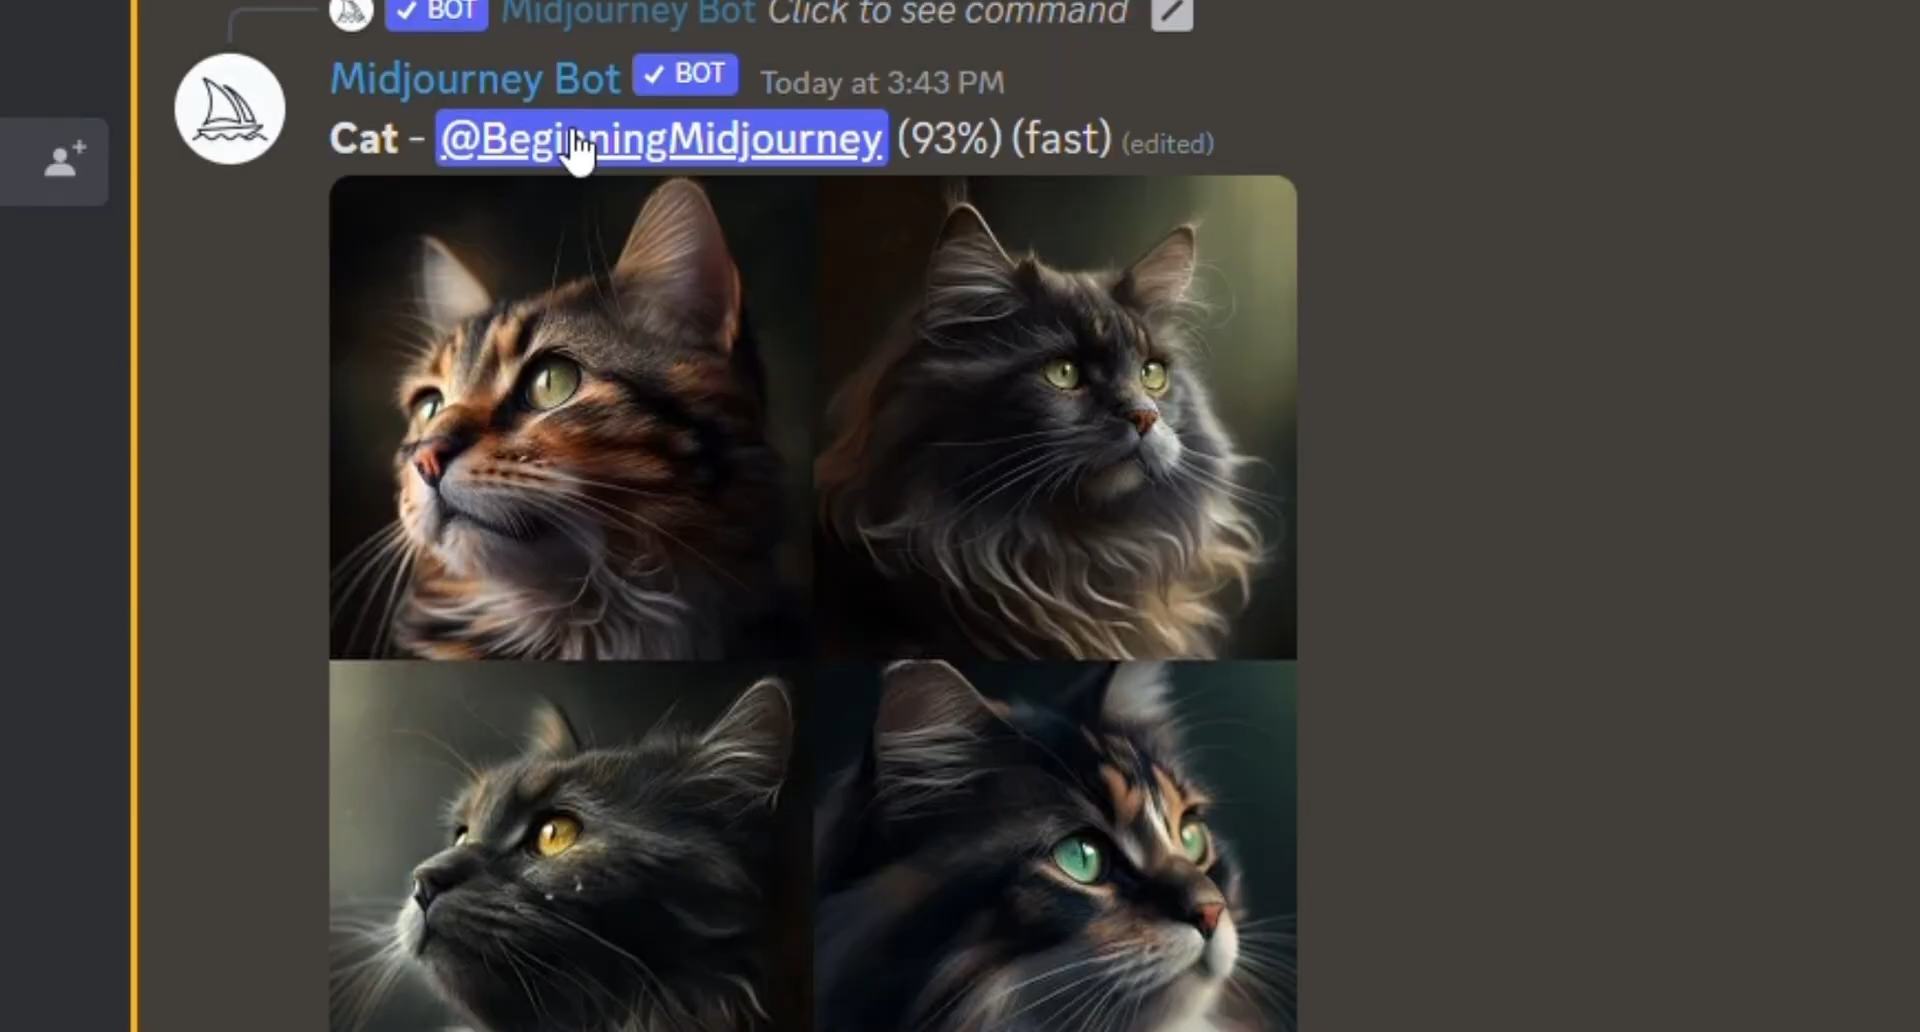 ✓ BOT Midjourney Bot Click to see command
Midjourney Bot ✓ BOT Today at 3:43 PM
Cat - @BeginningMidjourney (93%) (fast) (edited)